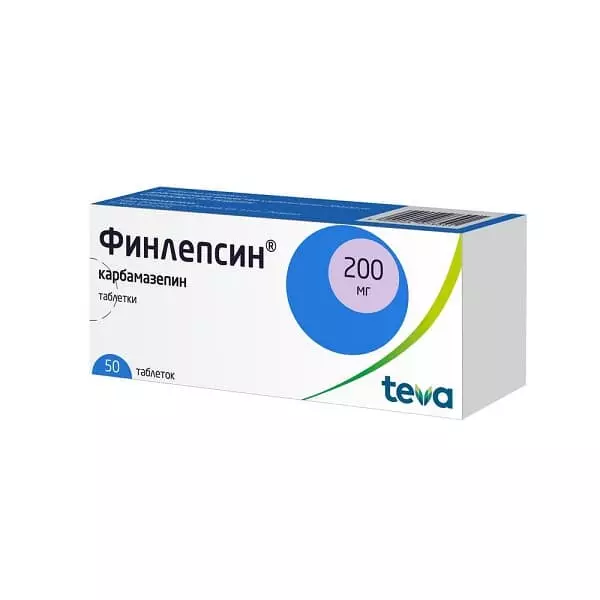 Финлепсин®
карбамазепин
таблетки
200
мг
50 таблеток
teva